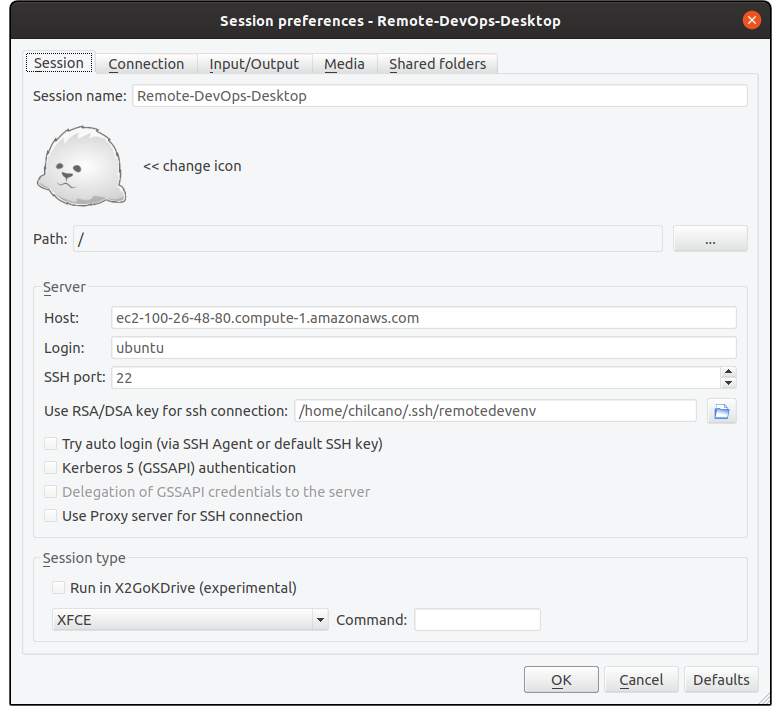 Session preferences - Remote-DevOps-Desktop
Session Connection Input/Output Media Shared folders
Session name: Remote-DevOps-Desktop
<< change icon
Path: / ...
Server
Host: ec2-100-26-48-80.compute-1.amazonaws.com
Login: ubuntu
SSH port: 22
Use RSA/DSA key for ssh connection: /home/chilcano/.ssh/remotedevenv
Try auto login (via SSH Agent or default SSH key)
Kerberos 5 (GSSAPI) authentication
Delegation of GSSAPI credentials to the server
Use Proxy server for SSH connection
Session type
Run in X2GoKDrive (experimental)
XFCE Command:
OK Cancel Defaults